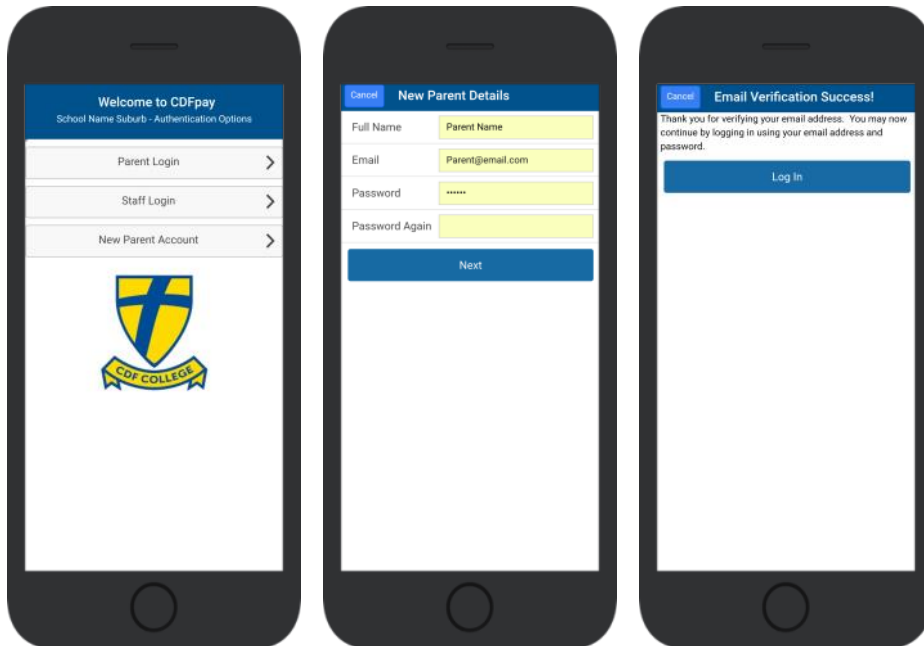 Welcome to CDFpay
School Name Suburb - Authentication Options
Parent Login
Staff Login
New Parent Account
CDF COLLEGE
Cancel New Parent Details
Full Name Parent Name
Email Parent@email.com
Password ••••••
Password Again
Next
Cancel Email Verification Success!
Thank you for verifying your email address. You may now
continue by logging in using your email address and
password.
Log In